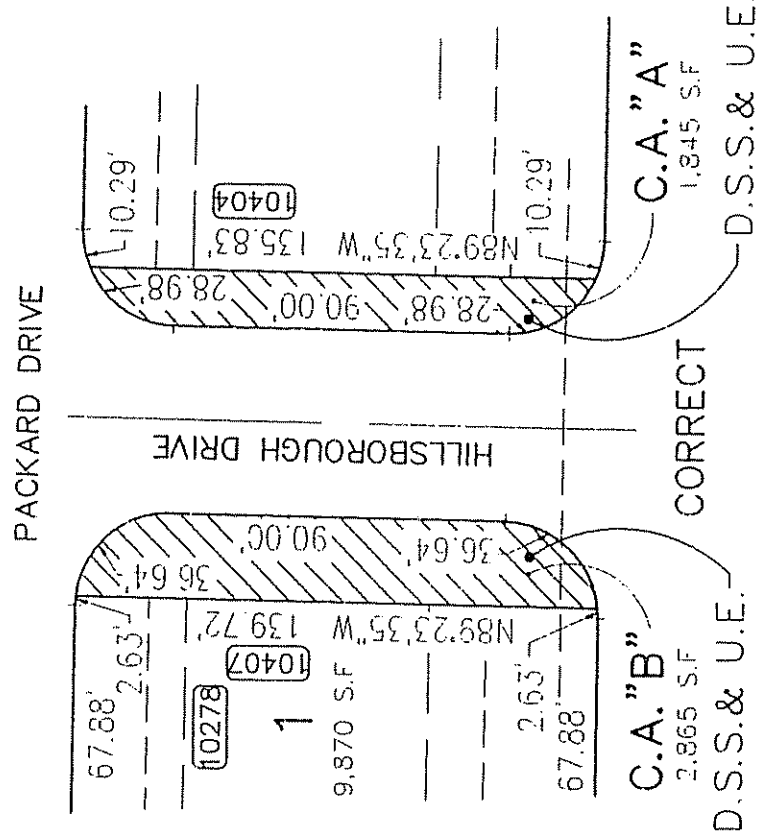 PACKARD DRIVE
10.29'
10404
N89°23'35"W 135.83'
28.98'
90.00'
28.98'
10.29'
C.A."A"
1,845 S.F
D.S.S.& U.E.
HILLSBOROUGH DRIVE
CORRECT
36.64'
90.00'
36.64'
67.88'
2.63'
N89°23'35"W 139.72'
10407
10278
1
9,870 S.F
2.63'
67.88'
C.A."B"
2,865 S.F
D.S.S.& U.E.